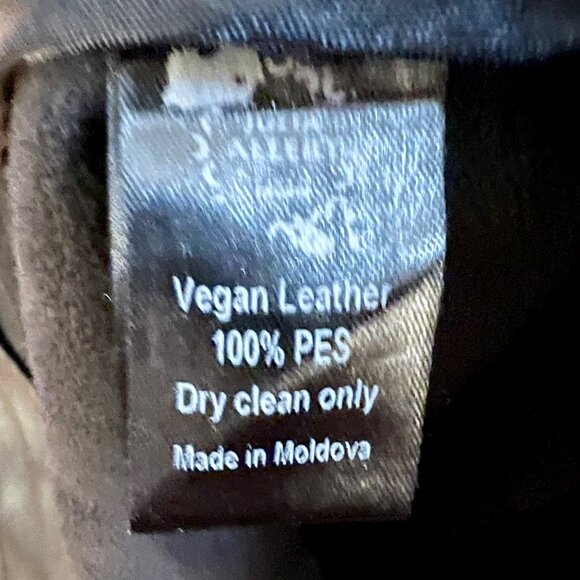 Vegan Leather
100% PES
Dry clean only
Made in Moldova